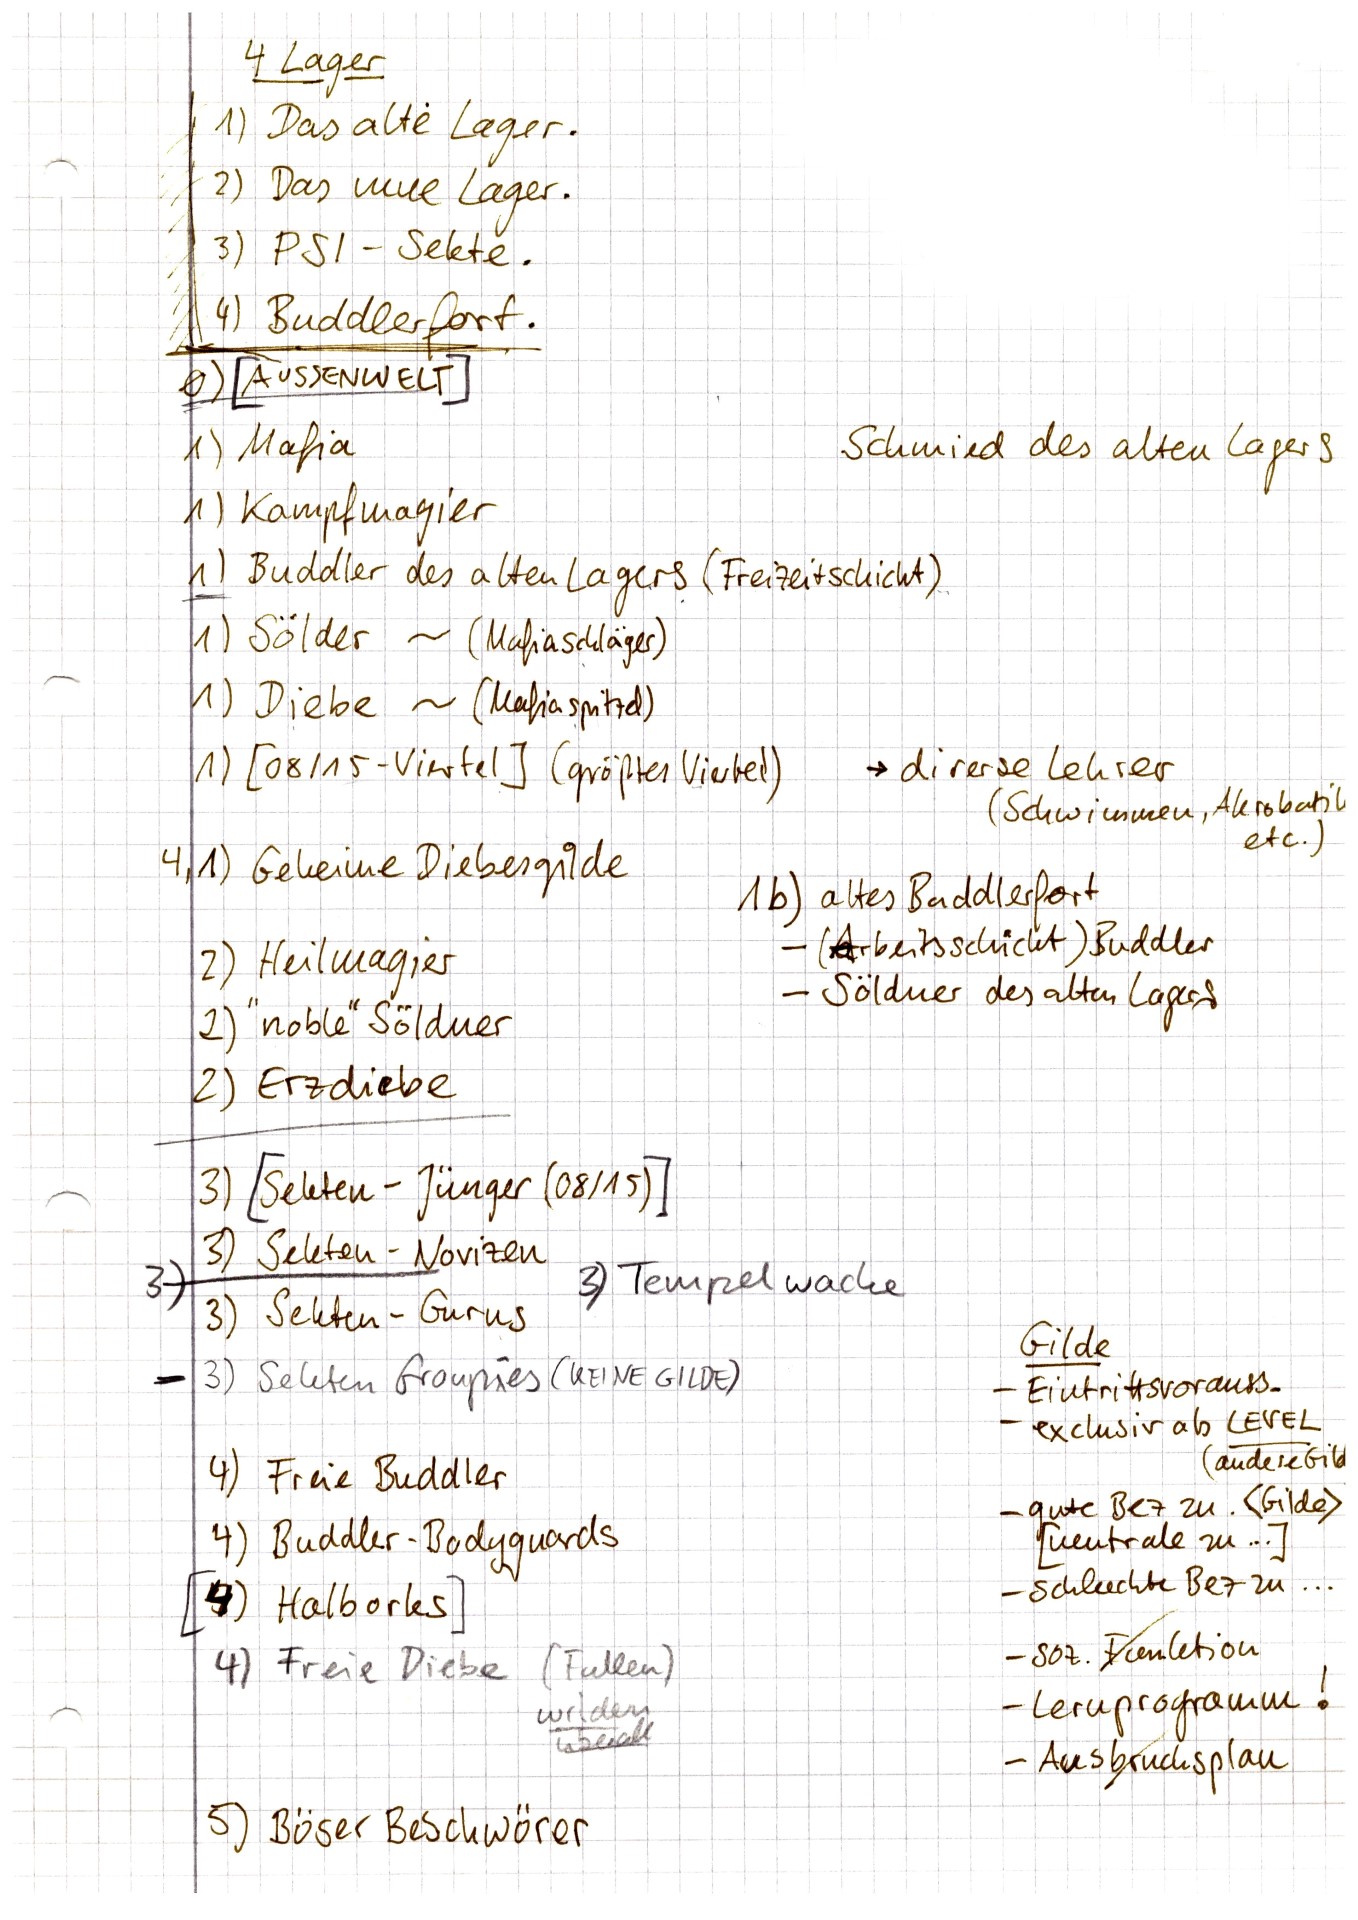 4 Lager
1) Das alte Lager.
2) Das neue Lager.
3) PSI - Sekte.
4) Buddlerfort.
0) [AUSSENWELT]
1) Mafia
Schmied des alten Lagers
1) Kampfmagier
1) Buddler des alten Lagers (Freizeitschicht)
1) Sölder ~ (Mafiaschläger)
1) Diebe ~ (Mafiaspitzel)
1) [08/15-Viertel] (größtes Viertel)
→ diverse Lehrer
(Schwimmen, Akrobatik
etc.)
4,1) Geheime Diebesgilde
1b) altes Buddlerfort
- (Arbeitsschicht) Buddler
- Söldner des alten Lagers
2) Heilmagier
2) "noble" Söldner
2) Erzdiebe
3) [Sekten - Jünger (08/15)]
3) Sekten - Novizen
3)
3) Tempelwache
3) Sekten - Gurus
- 3) Sekten Groupies (KEINE GILDE)
4) Freie Buddler
4) Buddler-Bodyguards
[4) Halborks]
4) Freie Diebe (Fallen)
5) Böser Beschwörer
Gilde
- Eintrittsvorauss.
- exclusiv ab LEVEL
(andere Gild
- gute Bez zu . <Gilde>
[neutrale zu ...]
- schlechte Bez zu ...
- soz. Funktion
- Lernprogramm !
- Ausbruchsplan